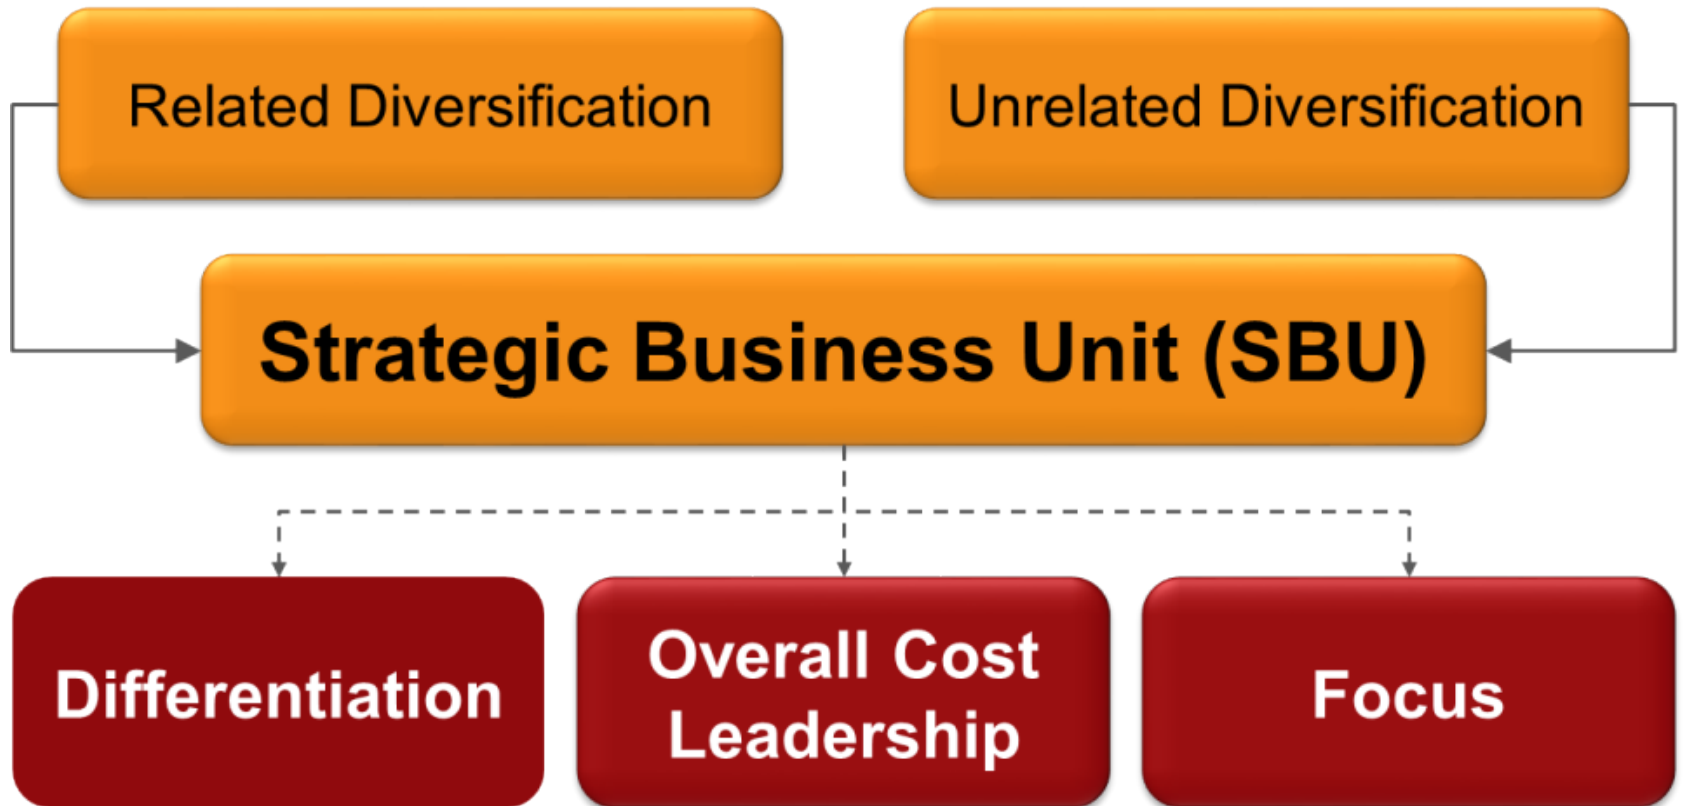 Related Diversification
Unrelated Diversification
Strategic Business Unit (SBU)
Differentiation
Overall Cost
Leadership
Focus